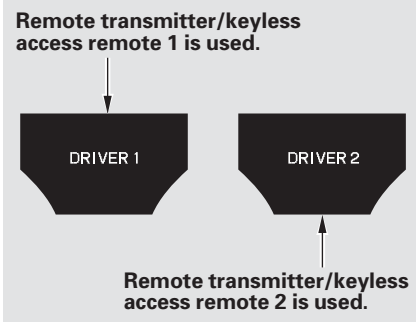 Remote transmitter/keyless
access remote 1 is used.
DRIVER 1
DRIVER 2
Remote transmitter/keyless
access remote 2 is used.